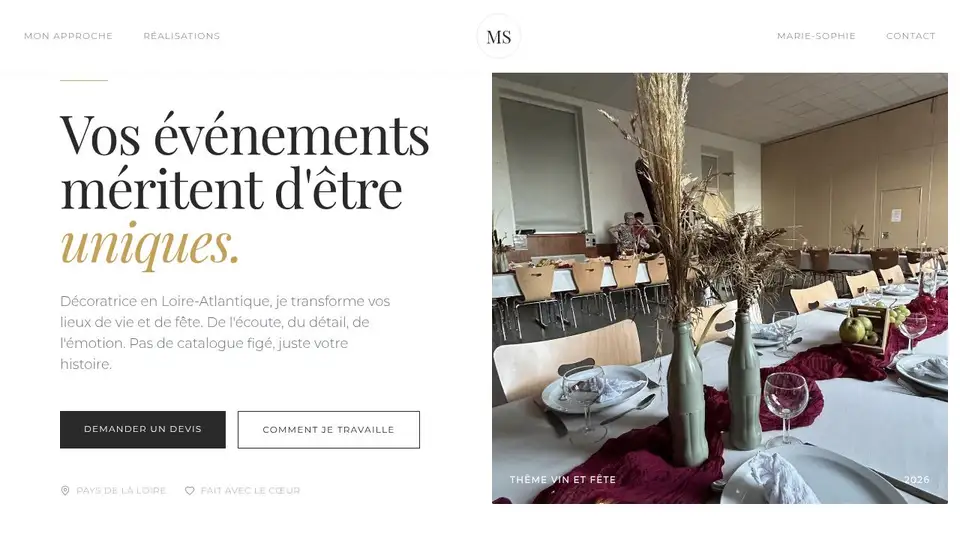 MON APPROCHE
RÉALISATIONS
MS
MARIE-SOPHIE
CONTACT
Vos événements
méritent d'être
uniques.
Décoratrice en Loire-Atlantique, je transforme vos
lieux de vie et de fête. De l'écoute, du détail, de
l'émotion. Pas de catalogue figé, juste votre
histoire.
DEMANDER UN DEVIS
COMMENT JE TRAVAILLE
PAYS DE LA LOIRE
FAIT AVEC LE CŒUR
THÈME VIN ET FÊTE
2026